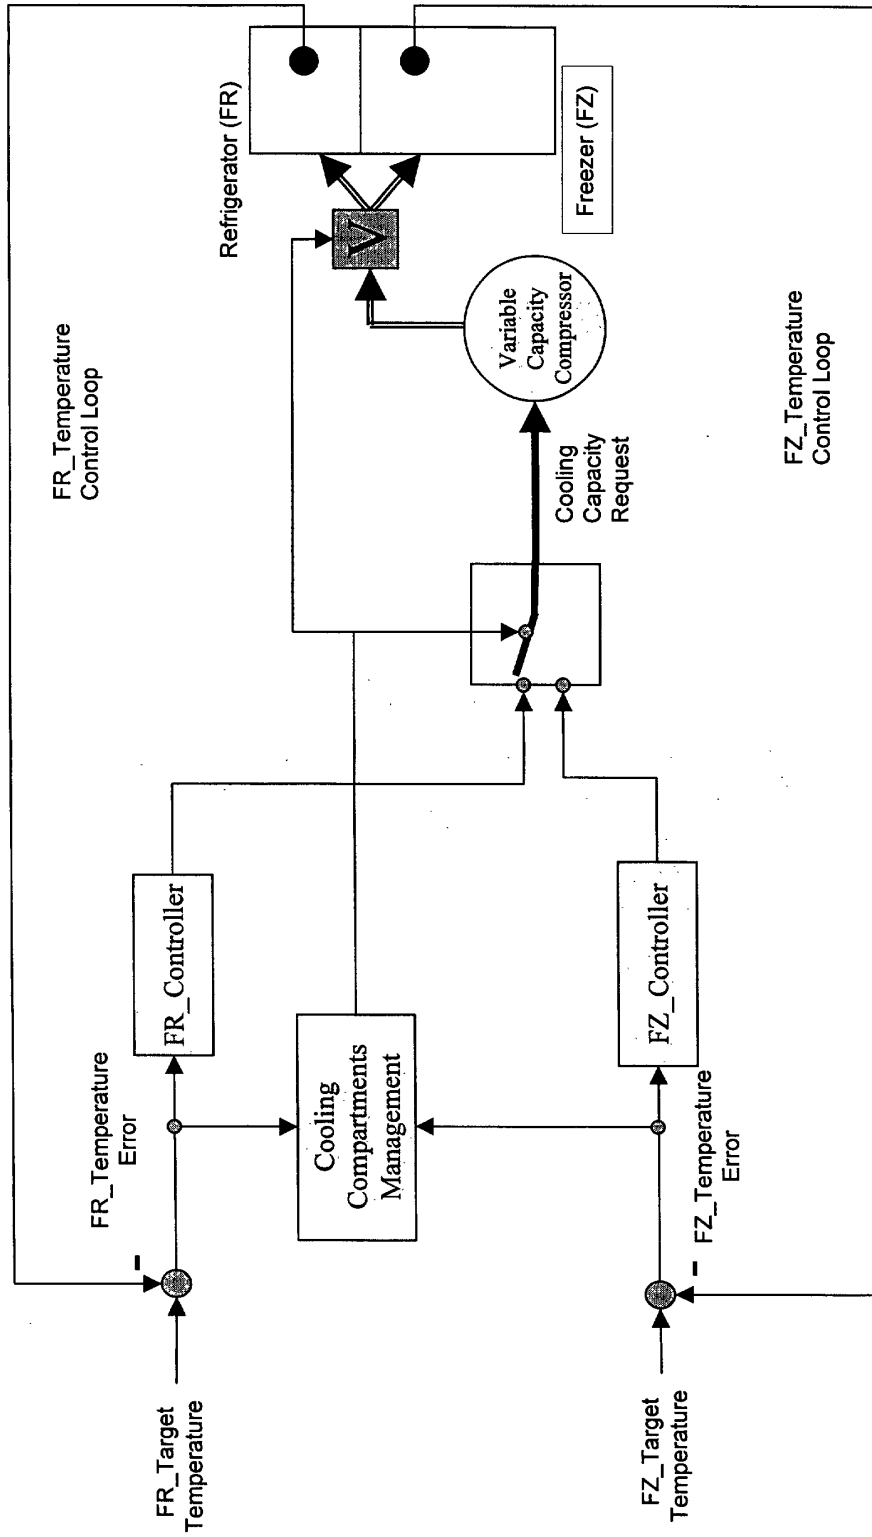 FR_Target
Temperature
FR_Temperature
Error
FR_Controller
FR_Temperature
Control Loop
Refrigerator (FR)
Cooling
Compartments
Management
V
Variable
Capacity
Compressor
Cooling
Capacity
Request
Freezer (FZ)
FZ_Target
Temperature
FZ_Temperature
Error
FZ_Controller
FZ_Temperature
Control Loop
-
-